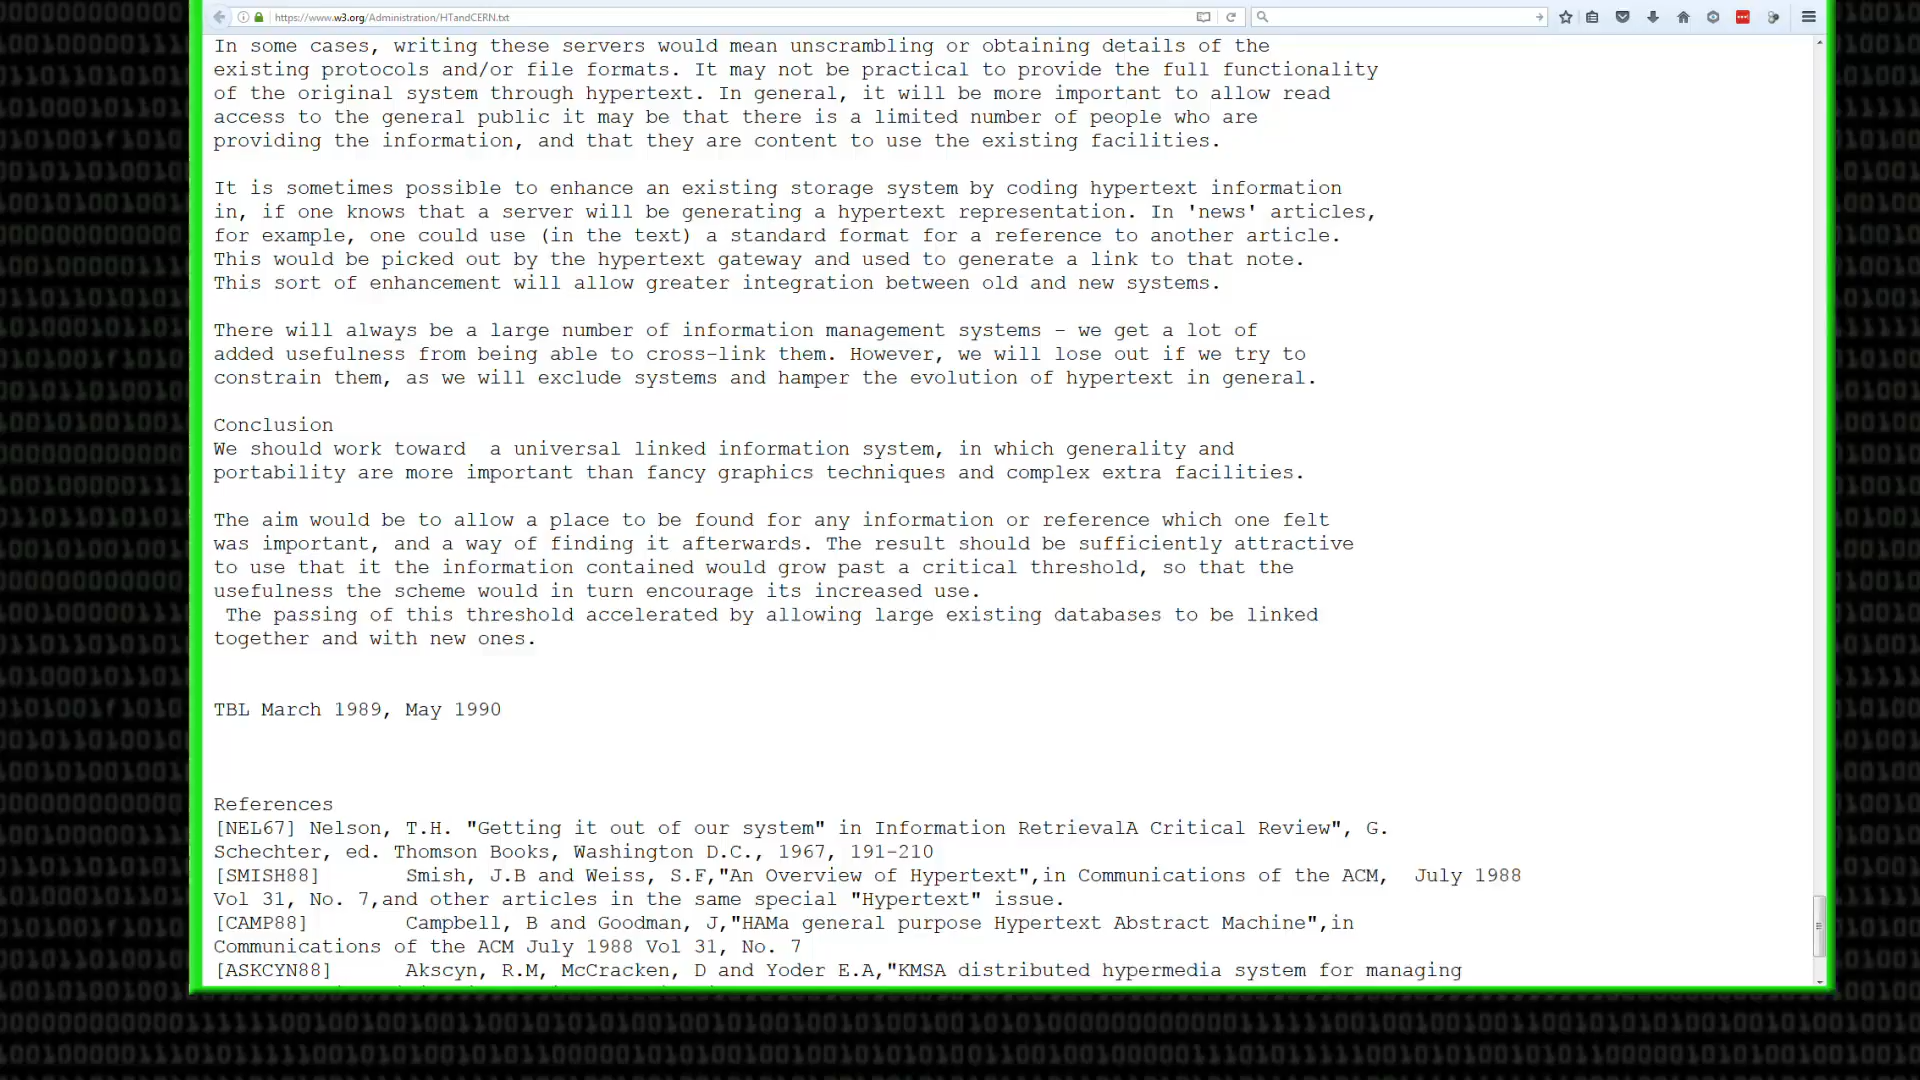 https://www.w3.org/Administration/HTandCERN.txt
In some cases, writing these servers would mean unscrambling or obtaining details of the
existing protocols and/or file formats. It may not be practical to provide the full functionality
of the original system through hypertext. In general, it will be more important to allow read
access to the general public it may be that there is a limited number of people who are
providing the information, and that they are content to use the existing facilities.
It is sometimes possible to enhance an existing storage system by coding hypertext information
in, if one knows that a server will be generating a hypertext representation. In 'news' articles,
for example, one could use (in the text) a standard format for a reference to another article.
This would be picked out by the hypertext gateway and used to generate a link to that note.
This sort of enhancement will allow greater integration between old and new systems.
There will always be a large number of information management systems - we get a lot of
added usefulness from being able to cross-link them. However, we will lose out if we try to
constrain them, as we will exclude systems and hamper the evolution of hypertext in general.
Conclusion
We should work toward  a universal linked information system, in which generality and
portability are more important than fancy graphics techniques and complex extra facilities.
The aim would be to allow a place to be found for any information or reference which one felt
was important, and a way of finding it afterwards. The result should be sufficiently attractive
to use that it the information contained would grow past a critical threshold, so that the
usefulness the scheme would in turn encourage its increased use.
The passing of this threshold accelerated by allowing large existing databases to be linked
together and with new ones.
TBL March 1989, May 1990
References
[NEL67] Nelson, T.H. "Getting it out of our system" in Information RetrievalA Critical Review", G.
Schechter, ed. Thomson Books, Washington D.C., 1967, 191-210
[SMISH88] Smish, J.B and Weiss, S.F,"An Overview of Hypertext",in Communications of the ACM, July 1988
Vol 31, No. 7,and other articles in the same special "Hypertext" issue.
[CAMP88] Campbell, B and Goodman, J,"HAMa general purpose Hypertext Abstract Machine",in
Communications of the ACM July 1988 Vol 31, No. 7
[ASKCYN88] Akscyn, R.M, McCracken, D and Yoder E.A,"KMSA distributed hypermedia system for managing